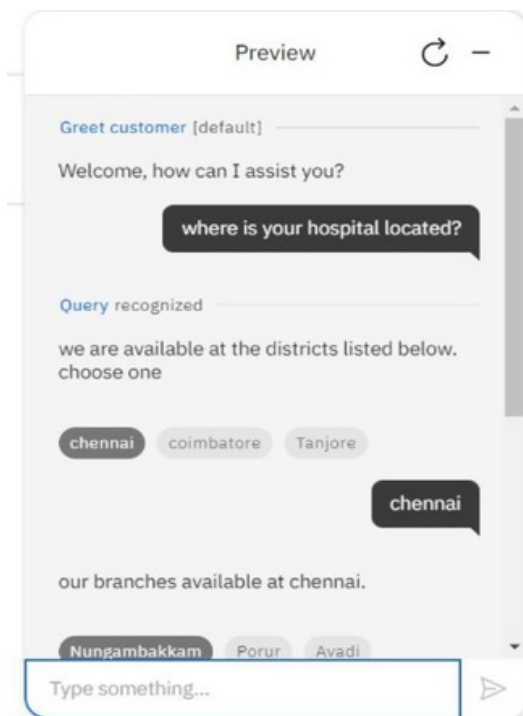 Preview
Greet customer [default]
Welcome, how can I assist you?
where is your hospital located?
Query recognized
we are available at the districts listed below.
choose one
chennai coimbatore Tanjore
chennai
our branches available at chennai.
Nungambakkam Porur Avadi
Type something...